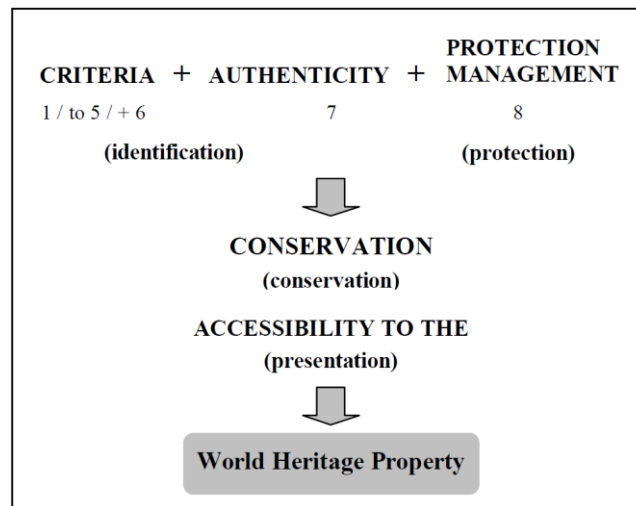 PROTECTION
CRITERIA + AUTHENTICITY + MANAGEMENT
1 / to 5 / + 6 7 8
(identification) (protection)
CONSERVATION
(conservation)
ACCESSIBILITY TO THE
(presentation)
World Heritage Property